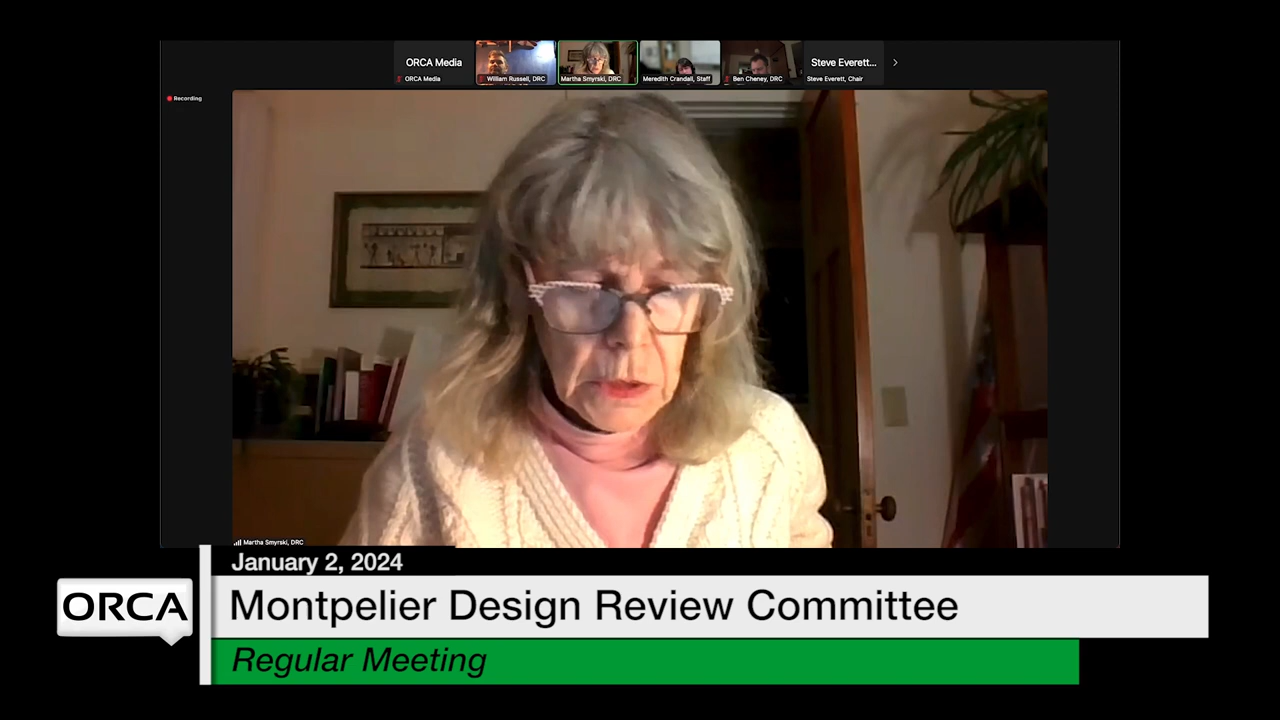 ORCA Media
Steve Everett...
ORCA Media
William Russell, DRC
Martha Smyrski, DRC
Meredith Crandall, Staff
Ben Cheney, DRC
Steve Everett, Chair
Recording
Martha Smyrski, DRC
January 2, 2024
ORCA
Montpelier Design Review Committee
Regular Meeting